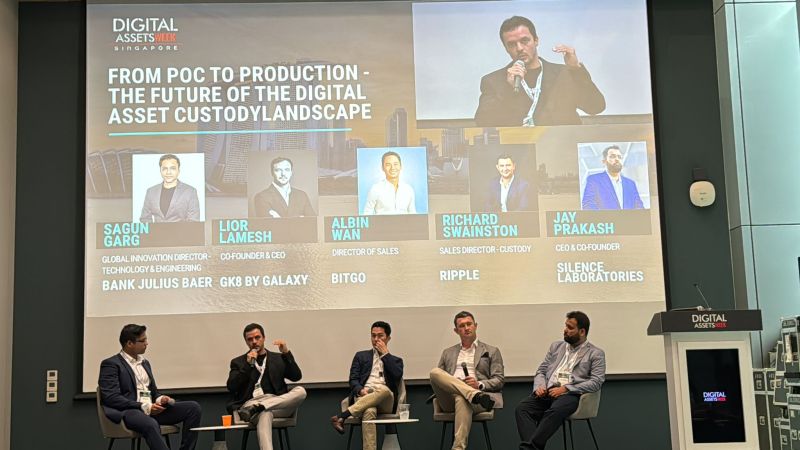 DIGITAL
ASSETSWEEK
SINGAPORE
FROM POC TO PRODUCTION -
THE FUTURE OF THE DIGITAL
ASSET CUSTODYLANDSCAPE
SAGUN
GARG
GLOBAL INNOVATION DIRECTOR-
TECHNOLOGY & ENGINEERING
BANK JULIUS BAER
LIOR
LAMESH
CO-FOUNDER & CEO
GK8 BY GALAXY
ALBIN
WAN
DIRECTOR OF SALES
BITGO
RICHARD
SWAINSTON
SALES DIRECTOR - CUSTODY
RIPPLE
JAY
PRAKASH
CEO & CO-FOUNDER
SILENCE
LABORATORIES
DIGITAL
ASSETSWEEK
DIGITAL
ASSETSWEEK